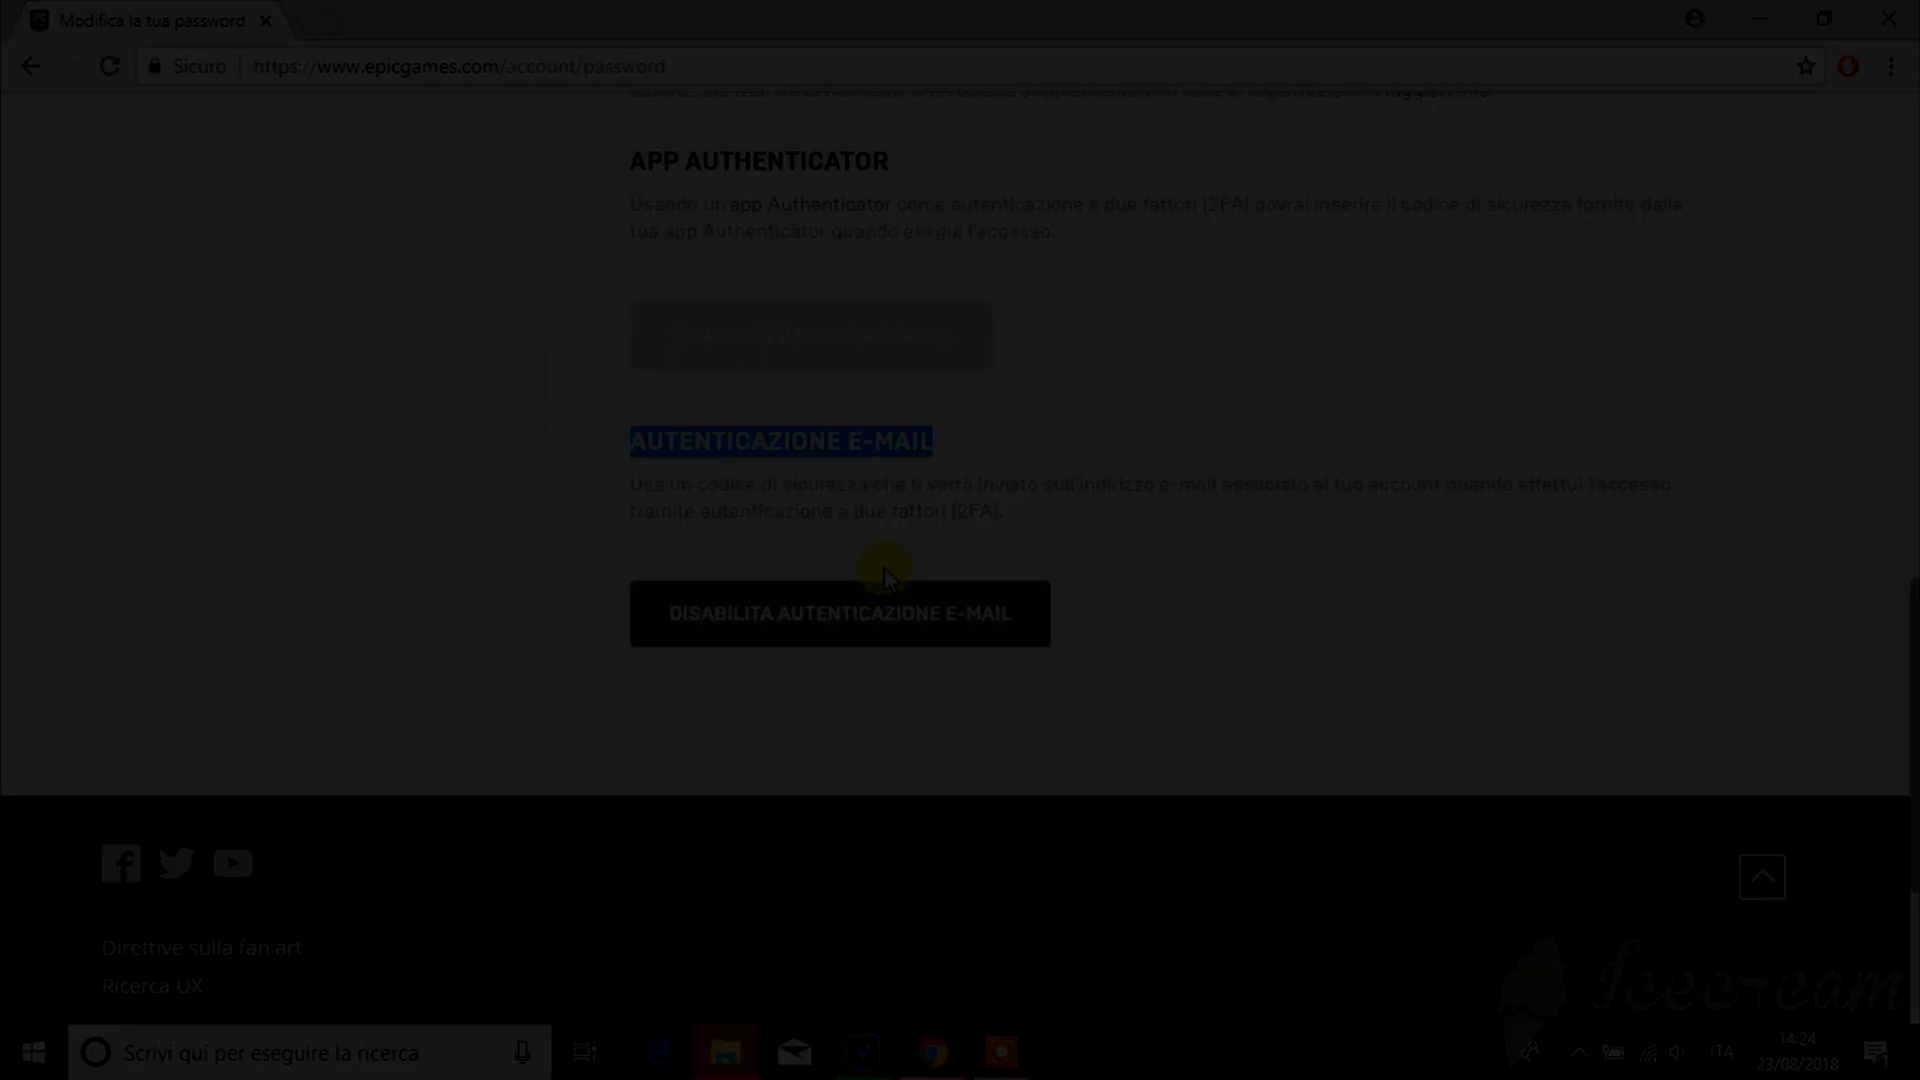 Modifica la tua password
Sicuro
https://www.epicgames.com/account/password
APP AUTHENTICATOR
Usando un'app Authenticator come autenticazione a due fattori (2FA) dovrai inserire il codice di sicurezza fornito dalla
tua app Authenticator quando esegui l'accesso.
AUTENTICAZIONE E-MAIL
Usa un codice di sicurezza che ti verrà inviato sull'indirizzo e-mail associato al tuo account quando effettui l'accesso
tramite autenticazione a due fattori (2FA).
DISABILITA AUTENTICAZIONE E-MAIL
Direttive sulla fan art
Ricerca UX
Icecream
Scrivi qui per eseguire la ricerca
ITA
14:24
23/08/2018
1